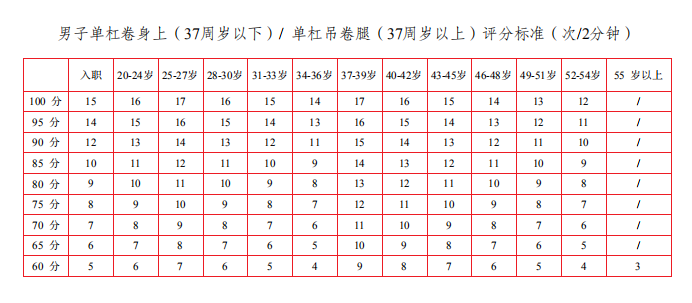 男子单杠卷身上（37周岁以下）/ 单杠吊卷腿（37周岁以上）评分标准（次/2分钟）
入职 20-24岁 25-27岁 28-30岁 31-33岁 34-36岁 37-39岁 40-42岁 43-45岁 46-48岁 49-51岁 52-54岁 55 岁以上
100 分 15 16 17 16 15 14 17 16 15 14 13 12 /
95 分 14 15 16 15 14 13 16 15 14 13 12 11 /
90 分 12 13 14 13 12 11 15 14 13 12 11 10 /
85 分 10 11 12 11 10 9 14 13 12 11 10 9 /
80 分 9 10 11 10 9 8 13 12 11 10 9 8 /
75 分 8 9 10 9 8 7 12 11 10 9 8 7 /
70 分 7 8 9 8 7 6 11 10 9 8 7 6 /
65 分 6 7 8 7 6 5 10 9 8 7 6 5 /
60 分 5 6 7 6 5 4 9 8 7 6 5 4 3